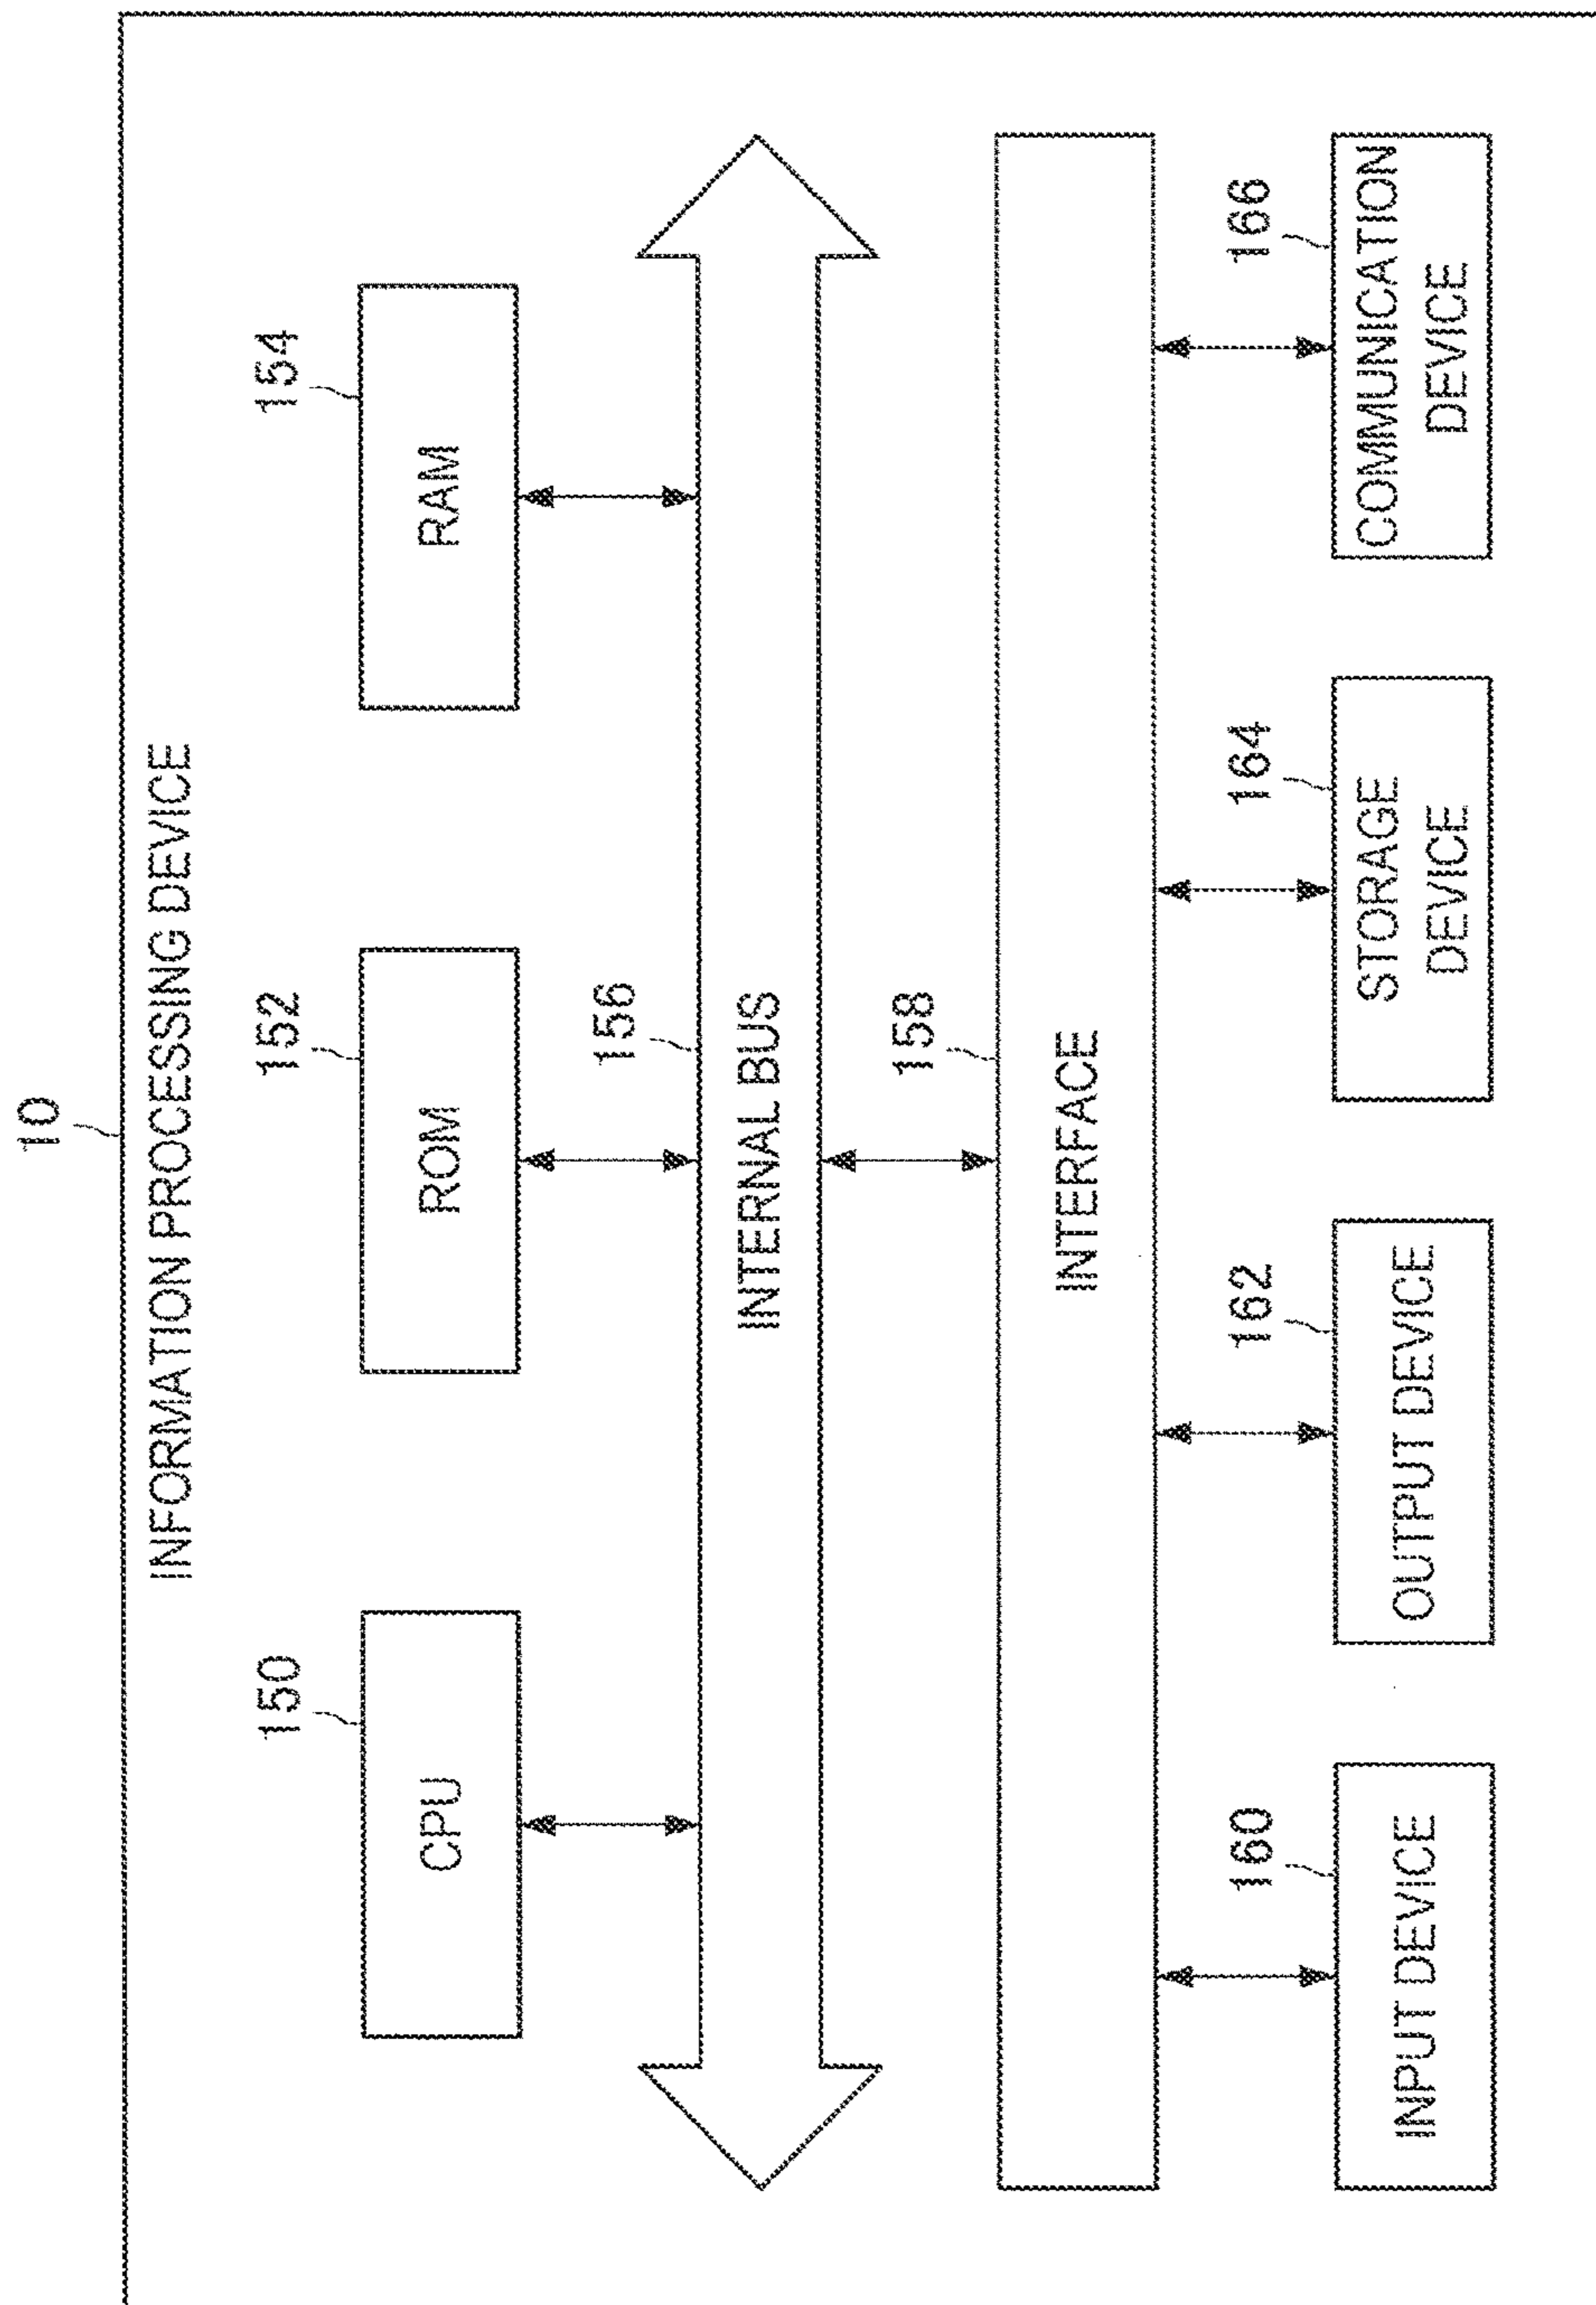 10
INFORMATION PROCESSING DEVICE
150
152
154
CPU
ROM
RAM
156
INTERNAL BUS
158
INTERFACE
160
162
164
166
INPUT DEVICE
OUTPUT DEVICE
STORAGE
DEVICE
COMMUNICATION
DEVICE